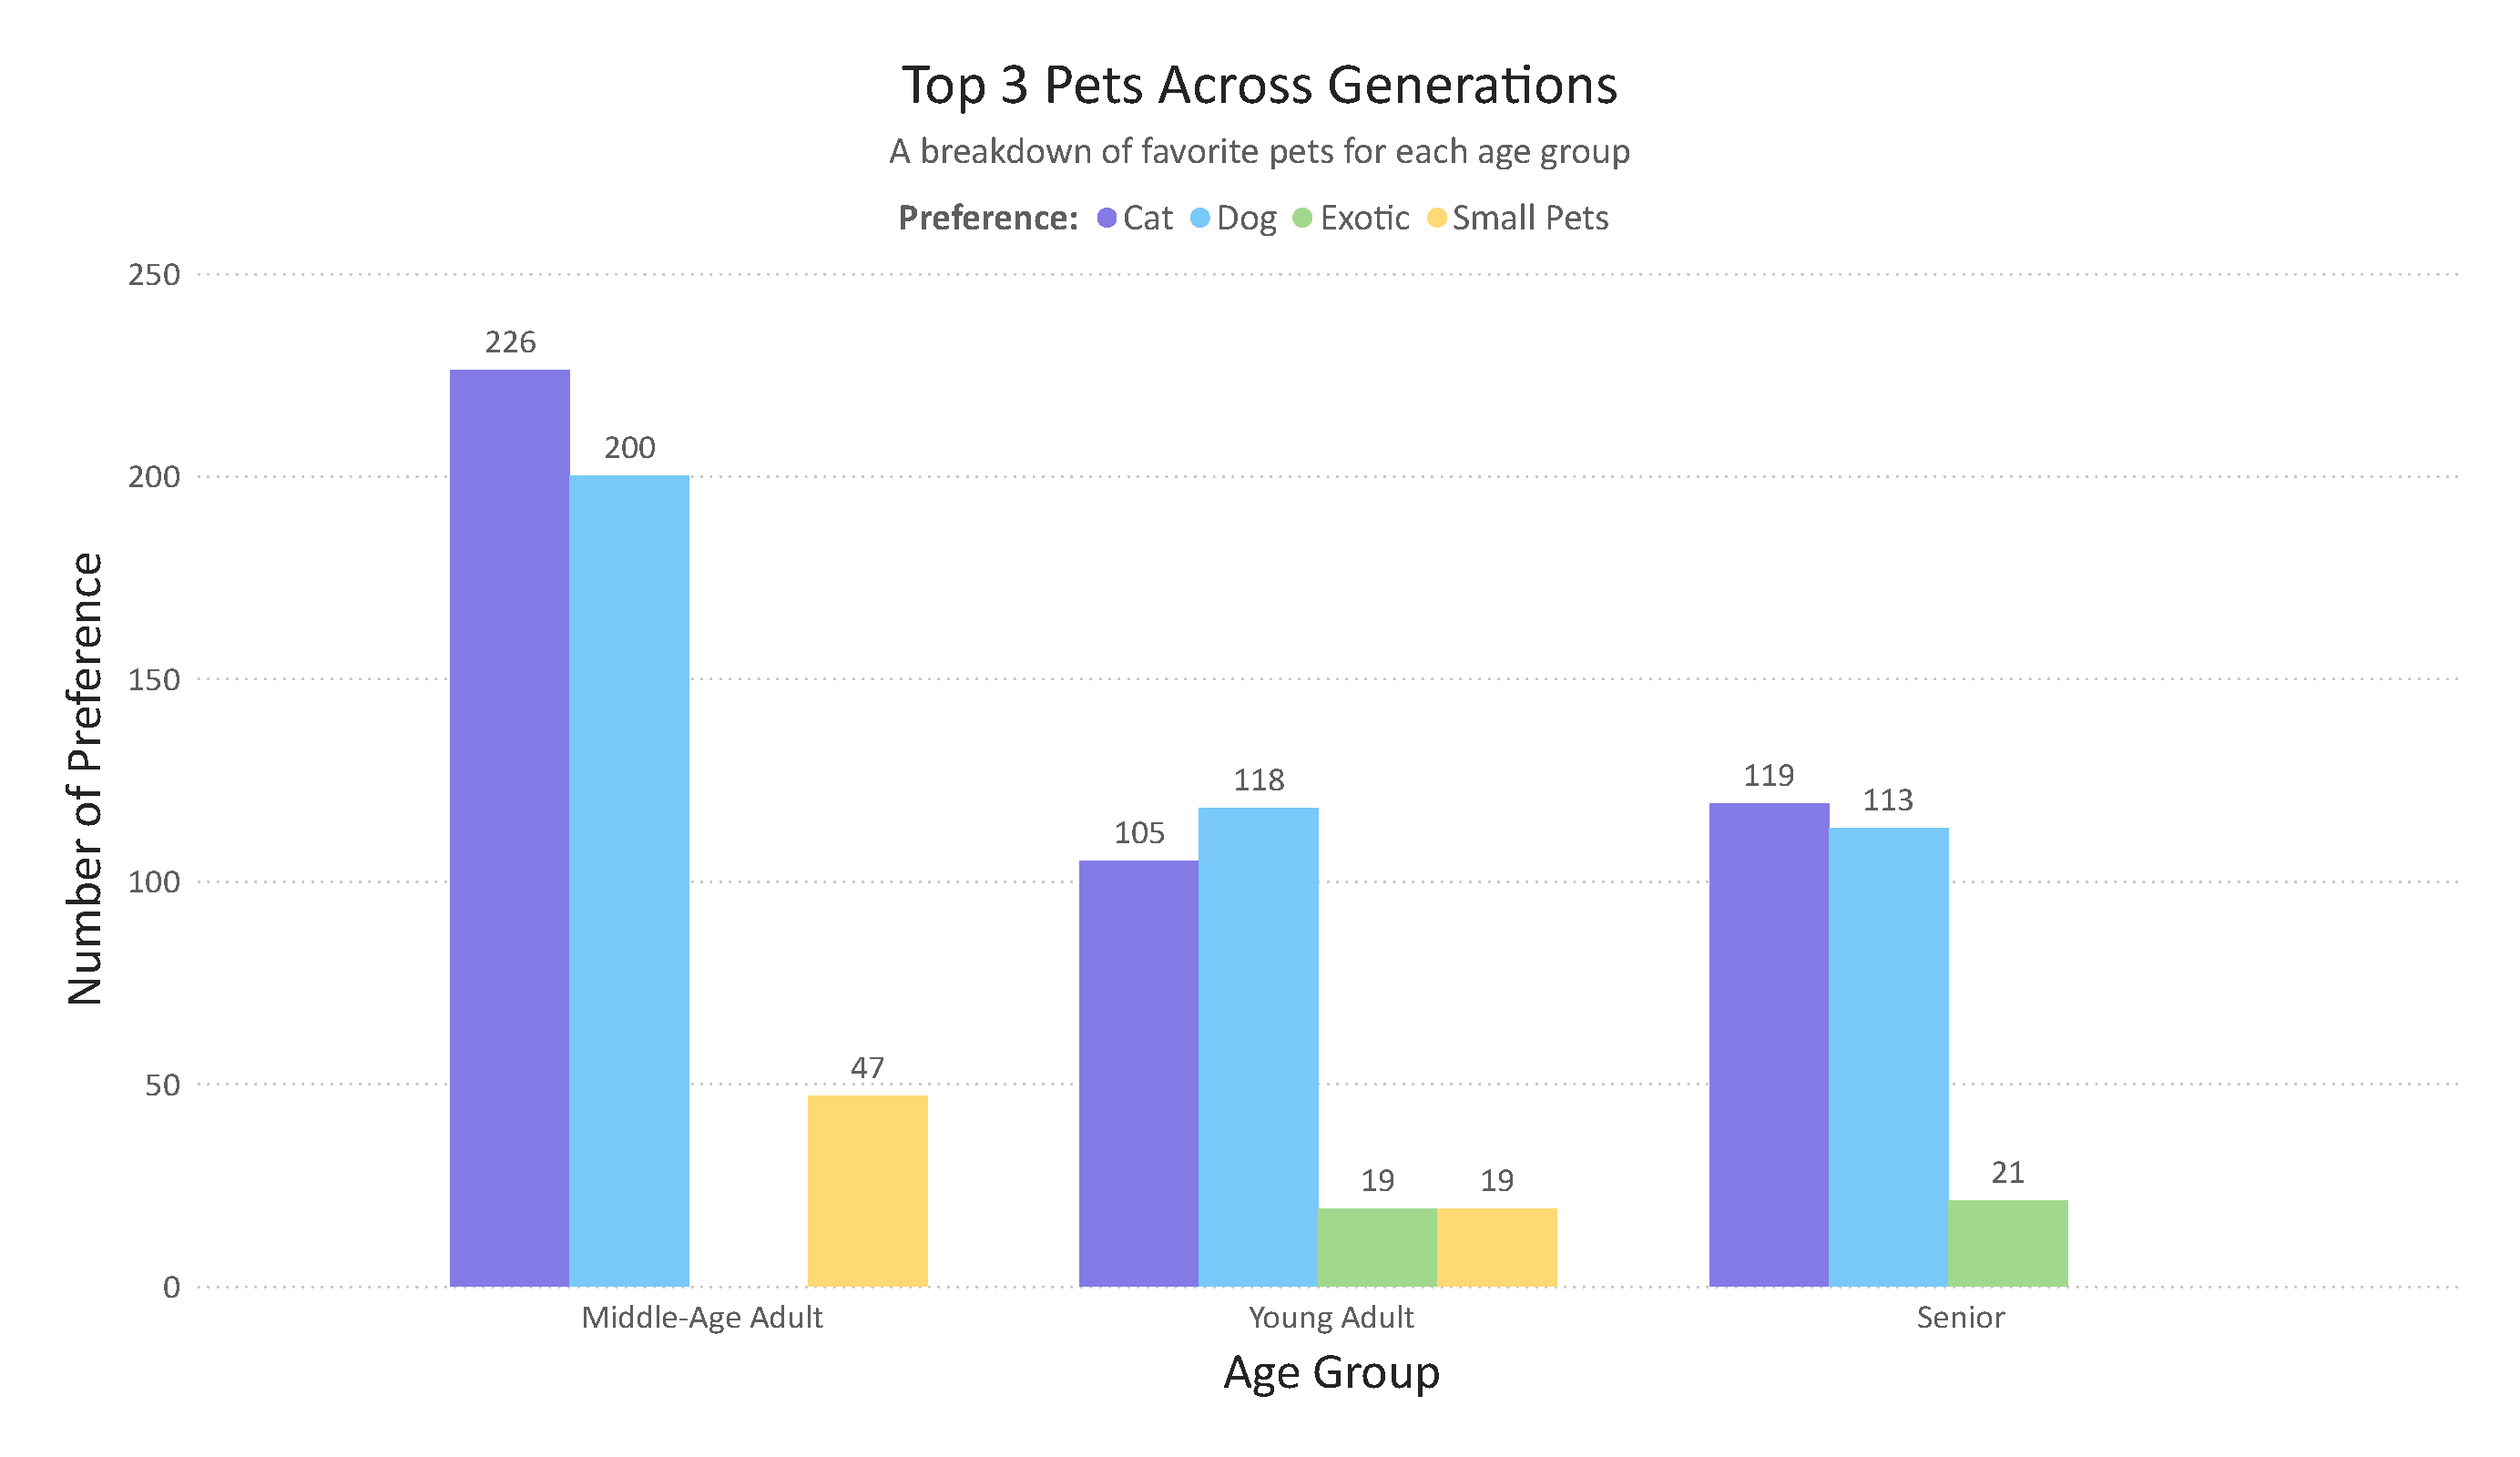 Top 3 Pets Across Generations
A breakdown of favorite pets for each age group
Preference: Cat Dog Exotic Small Pets
Number of Preference
250
200
150
100
50
0
226
200
47
105
118
19
19
119
113
21
Middle-Age Adult
Young Adult
Senior
Age Group